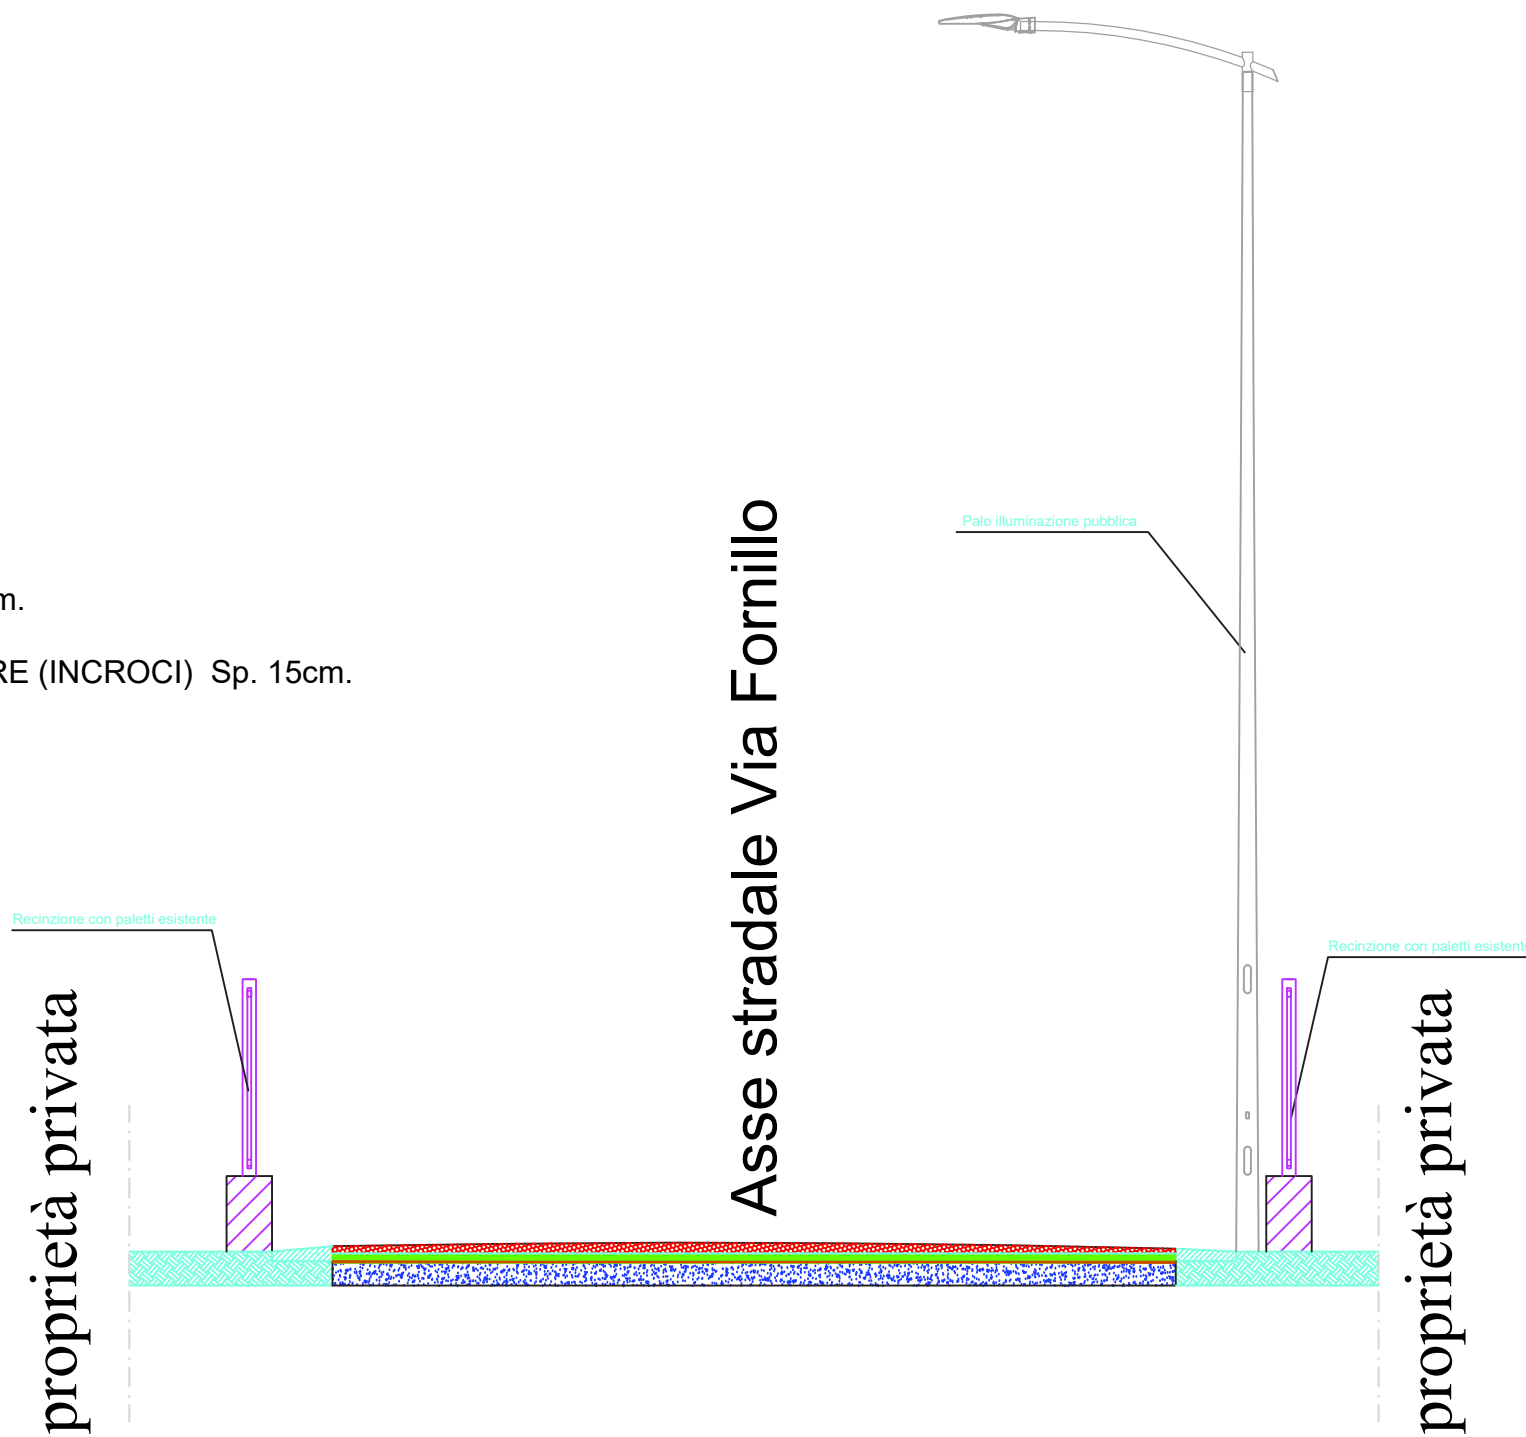 Palo illuminazione pubblica
m.
RE (INCROCI)  Sp. 15cm.
Asse stradale Via Fornillo
Recinzione con paletti esistente
Recinzione con paletti esistente
proprietà privata
proprietà privata